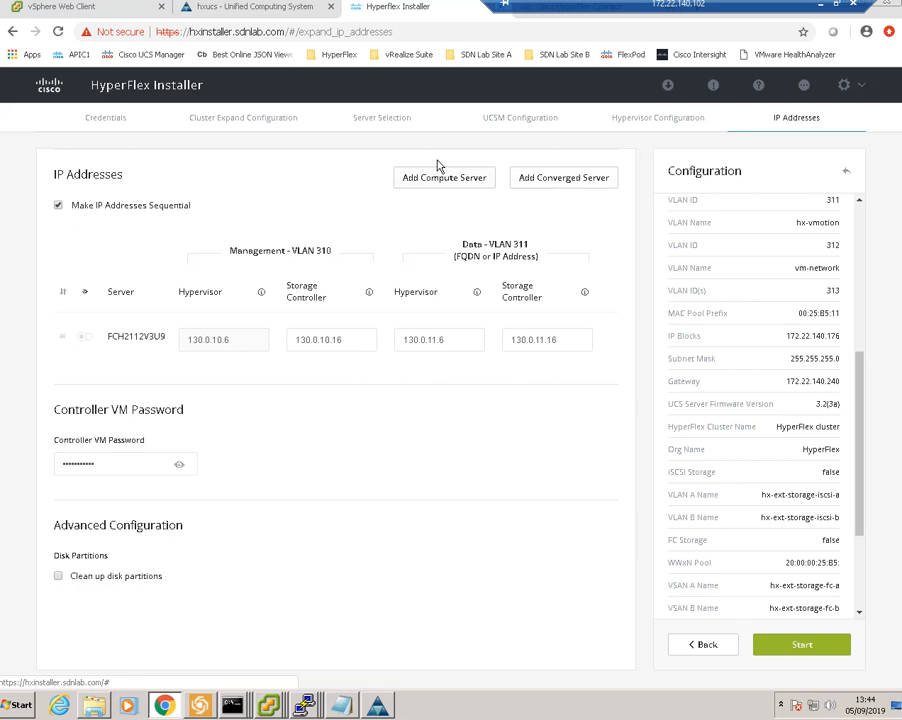 vSphere Web Client
hxucs - Unified Computing System
Hyperflex Installer
172.22.140.102
Not secure
https://hxinstaller.sdnlab.com/#/expand_ip_addresses
Apps
APIC1
Cisco UCS Manager
Best Online JSON View
HyperFlex
vRealize Suite
SDN Lab Site A
SDN Lab Site B
FlexPod
Cisco Intersight
VMware HealthAnalyzer
CISCO
HyperFlex Installer
Credentials
Cluster Expand Configuration
Server Selection
UCSM Configuration
Hypervisor Configuration
IP Addresses
IP Addresses
Add Compute Server
Add Converged Server
Make IP Addresses Sequential
Management - VLAN 310
Data - VLAN 311
(FQDN or IP Address)
Server
Hypervisor
Storage
Controller
Hypervisor
Storage
Controller
FCH2112V3U9
130.0.10.6
130.0.10.16
130.0.11.6
130.0.11.16
Controller VM Password
Controller VM Password
•••••••••••
Advanced Configuration
Disk Partitions
Clean up disk partitions
Configuration
VLAN ID 311
VLAN Name hx-vmotion
VLAN ID 312
VLAN Name vm-network
VLAN ID(s) 313
MAC Pool Prefix 00:25:B5:11
IP Blocks 172.22.140.176
Subnet Mask 255.255.255.0
Gateway 172.22.140.240
UCS Server Firmware Version 3.2(3a)
HyperFlex Cluster Name HyperFlex cluster
Org Name HyperFlex
iSCSI Storage false
VLAN A Name hx-ext-storage-iscsi-a
VLAN B Name hx-ext-storage-iscsi-b
FC Storage false
WWxN Pool 20:00:00:25:B5:
VSAN A Name hx-ext-storage-fc-a
VSAN B Name hx-ext-storage-fc-b
Back
Start
https://hxinstaller.sdnlab.com/#
Start
13:44
05/09/2019